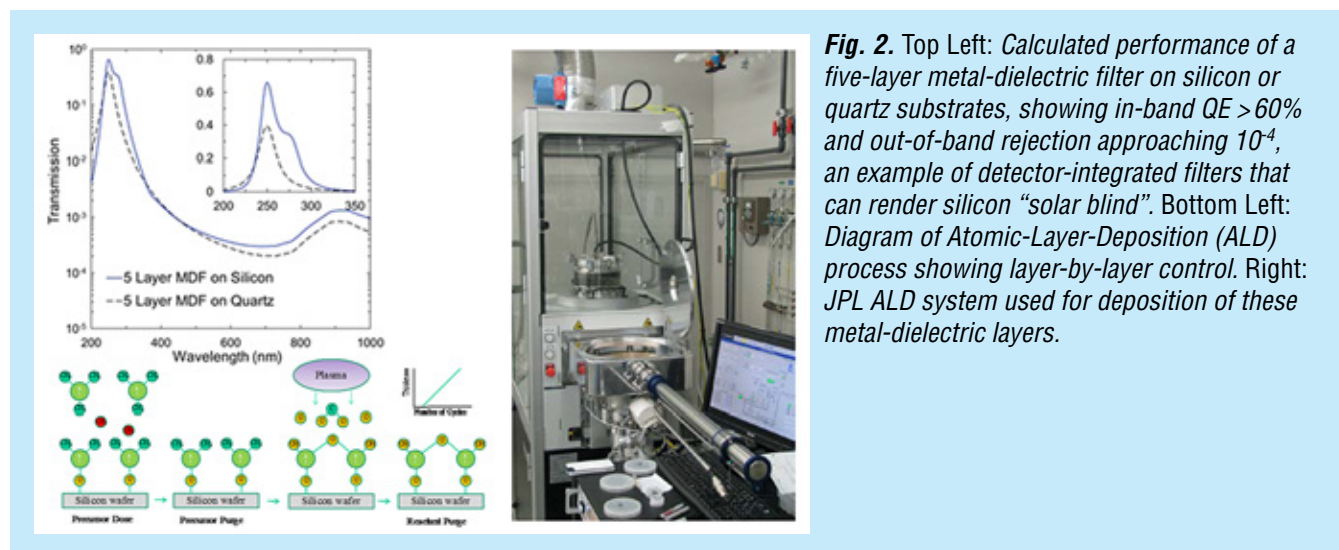 10⁰
10⁻¹
10⁻²
10⁻³
10⁻⁴
10⁻⁵
Transmission
0.8
0.6
0.4
0.2
0
200 250 300 350
5 Layer MDF on Silicon
5 Layer MDF on Quartz
200 400 600 800 1000
Wavelength (nm)
Plasma
Thickness
Number of Cycles
Silicon wafer
Silicon wafer
Silicon wafer
Silicon wafer
Precursor Dose
Precursor Purge
Reacted Purge
Fig. 2. Top Left: Calculated performance of a
five-layer metal-dielectric filter on silicon or
quartz substrates, showing in-band QE >60%
and out-of-band rejection approaching 10⁻⁴,
an example of detector-integrated filters that
can render silicon “solar blind”. Bottom Left:
Diagram of Atomic-Layer-Deposition (ALD)
process showing layer-by-layer control. Right:
JPL ALD system used for deposition of these
metal-dielectric layers.